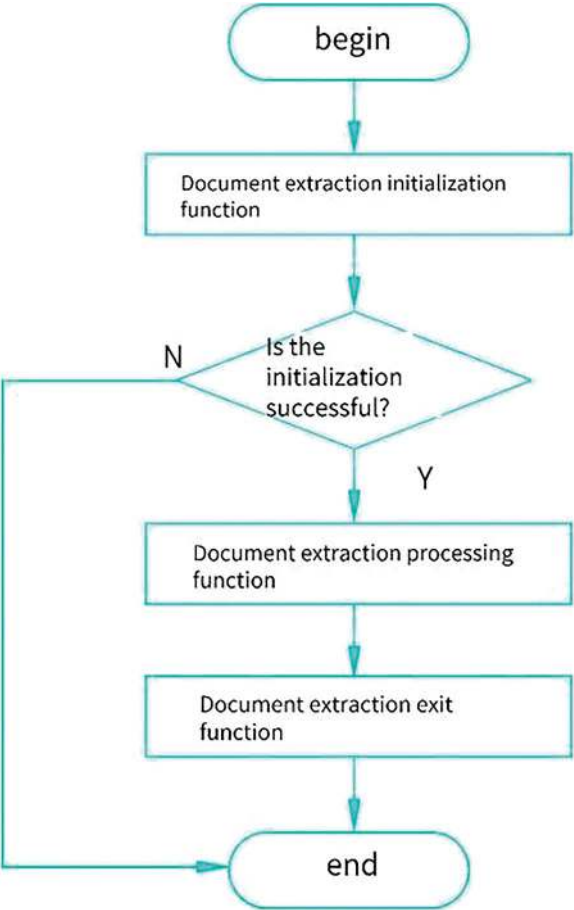 begin
Document extraction initialization
function
Is the
initialization
successful?
N
Y
Document extraction processing
function
Document extraction exit
function
end